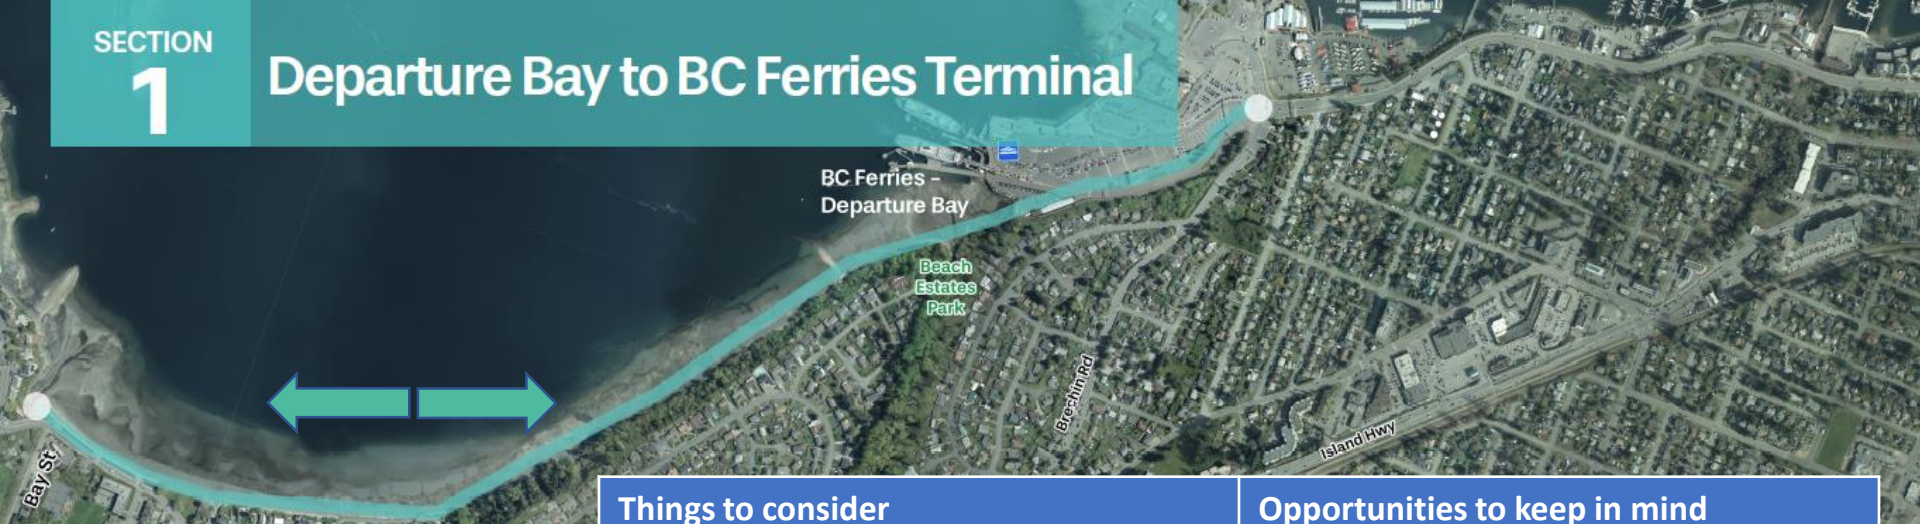 SECTION
1
Departure Bay to BC Ferries Terminal
BC Ferries –
Departure Bay
Beach
Estates
Park
Brechin Rd
Island Hwy
Bay St
Things to consider
Opportunities to keep in mind